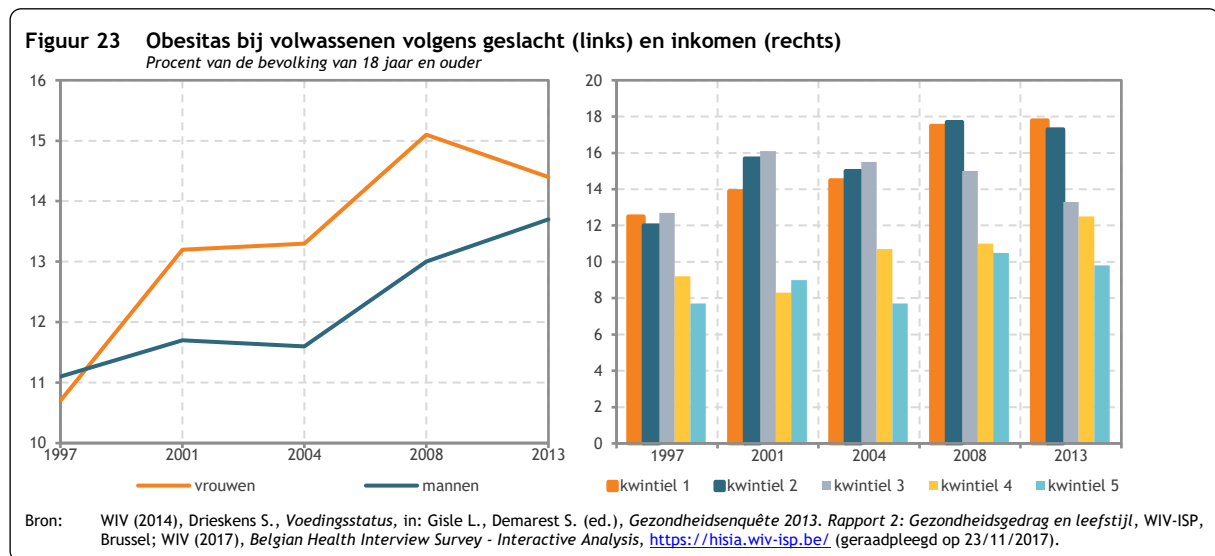 Figuur 23 Obesitas bij volwassenen volgens geslacht (links) en inkomen (rechts)
Procent van de bevolking van 18 jaar en ouder
16
15
14
13
12
11
10
1997 2001 2004 2008 2013
vrouwen mannen
20
18
16
14
12
10
8
6
4
2
0
1997 2001 2004 2008 2013
kwintiel 1 kwintiel 2 kwintiel 3 kwintiel 4 kwintiel 5
Bron: WIV (2014), Drieskens S., Voedingsstatus, in: Gisle L., Demarest S. (ed.), Gezondheidsenquête 2013. Rapport 2: Gezondheidsgedrag en leefstijl, WIV-ISP,
Brussel; WIV (2017), Belgian Health Interview Survey - Interactive Analysis, https://hisia.wiv-isp.be/ (geraadpleegd op 23/11/2017).